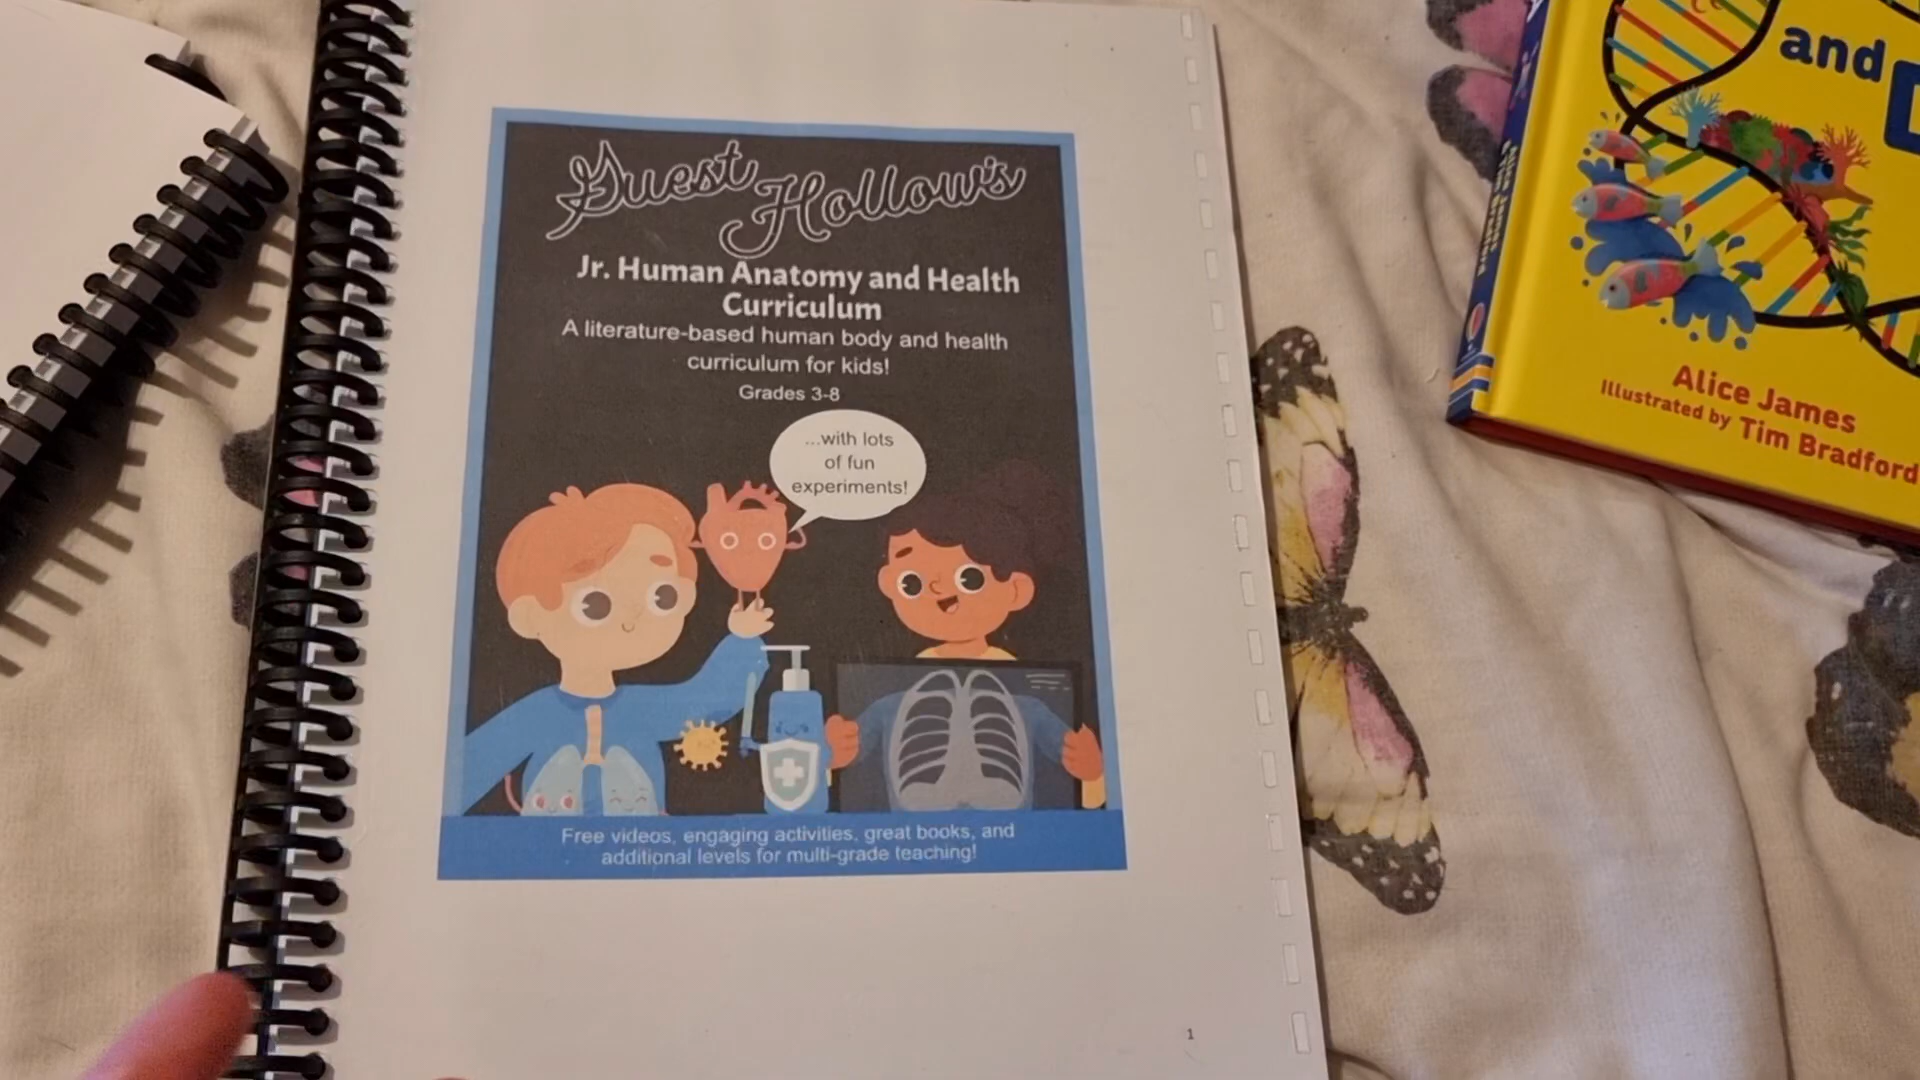 Guest Hollow's
Jr. Human Anatomy and Health
Curriculum
A literature-based human body and health
curriculum for kids!
Grades 3-8
...with lots
of fun
experiments!
Free videos, engaging activities, great books, and
additional levels for multi-grade teaching!
1
and
Alice James
Illustrated by Tim Bradford